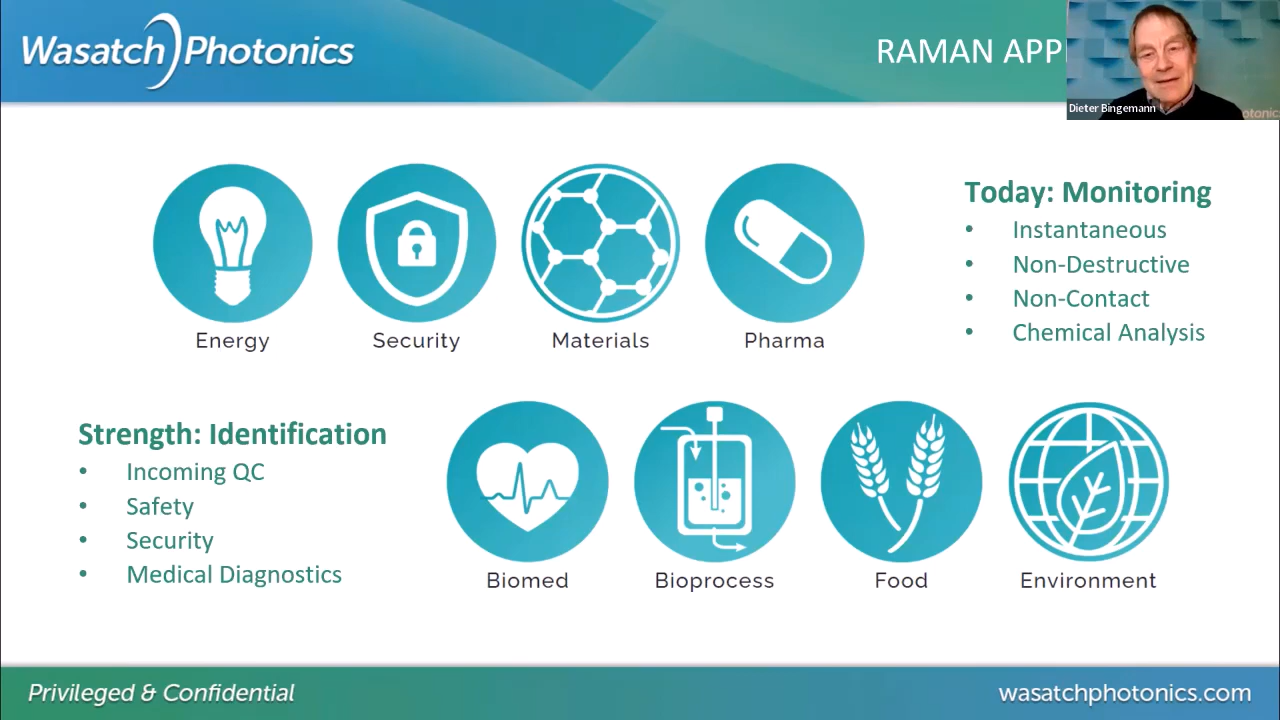 Wasatch Photonics
RAMAN APP
Dieter Bingemann
otonics
Energy
Security
Materials
Pharma
Today: Monitoring
• Instantaneous
• Non-Destructive
• Non-Contact
• Chemical Analysis
Strength: Identification
• Incoming QC
• Safety
• Security
• Medical Diagnostics
Biomed
Bioprocess
Food
Environment
Privileged & Confidential
wasatchphotonics.com